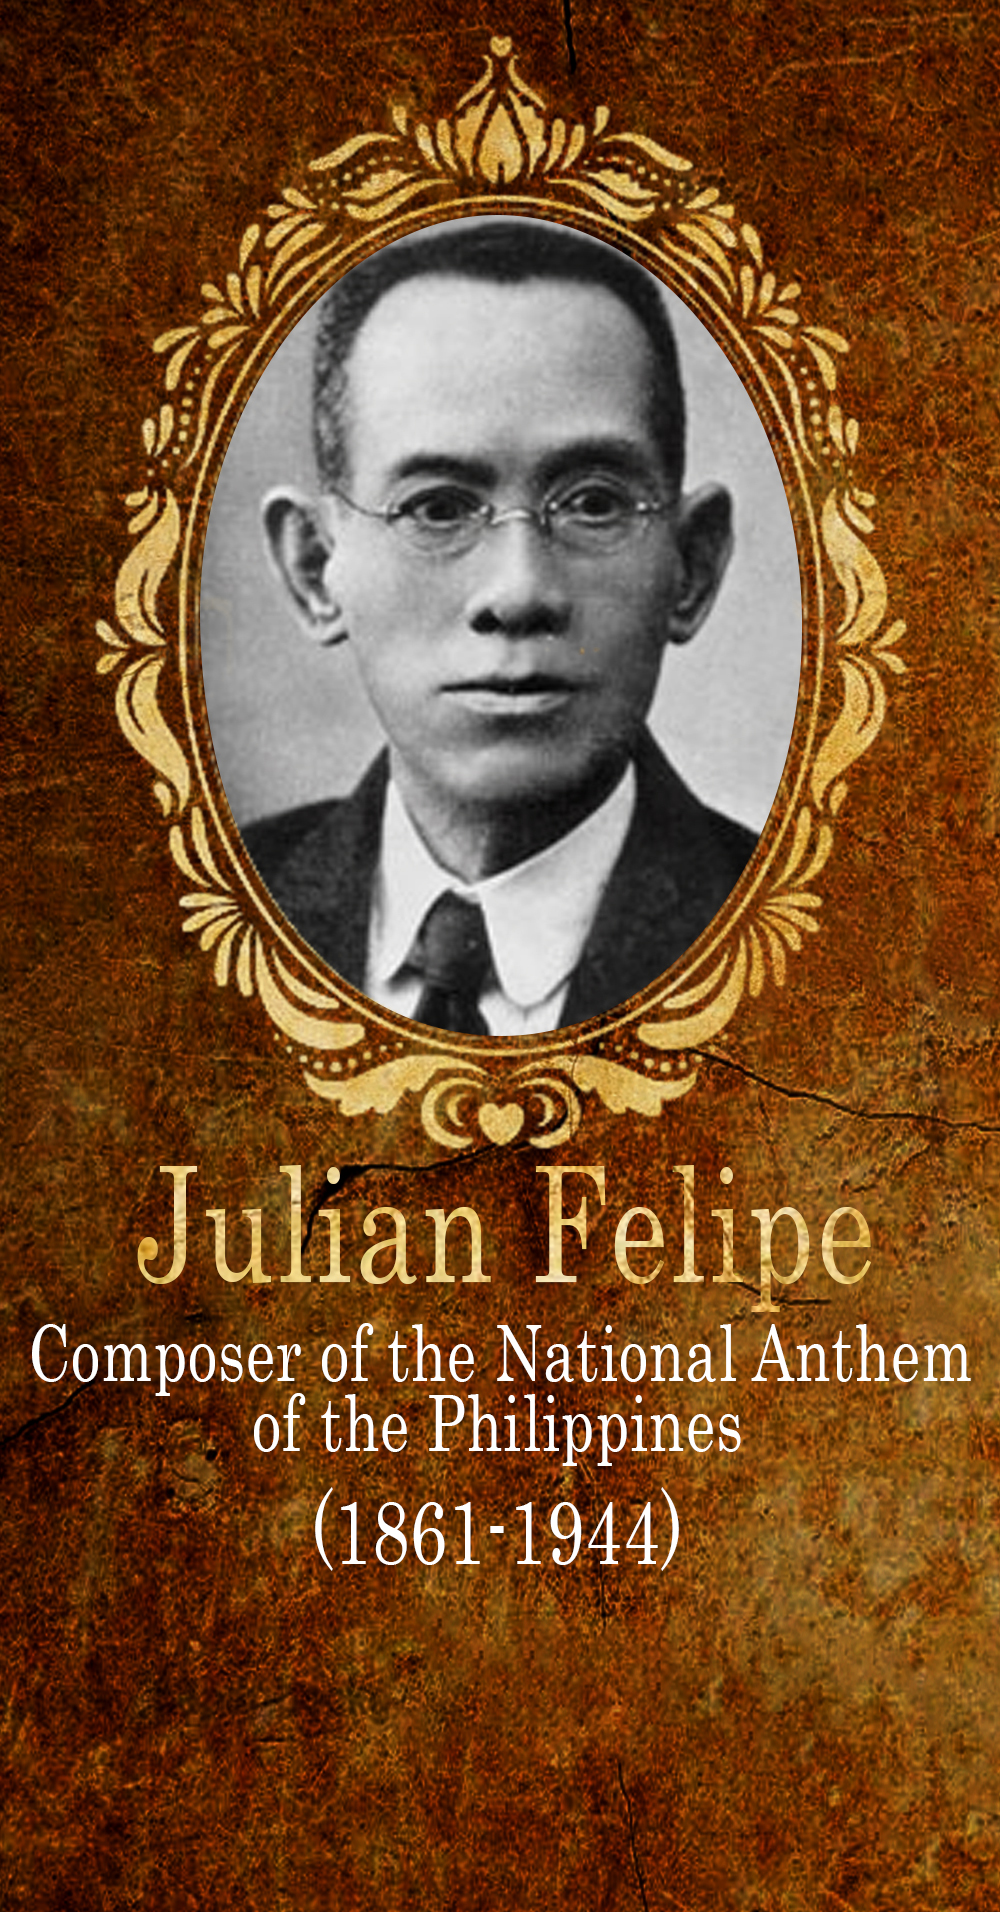 Julian Felipe
Composer of the National Anthem
of the Philippines
(1861-1944)